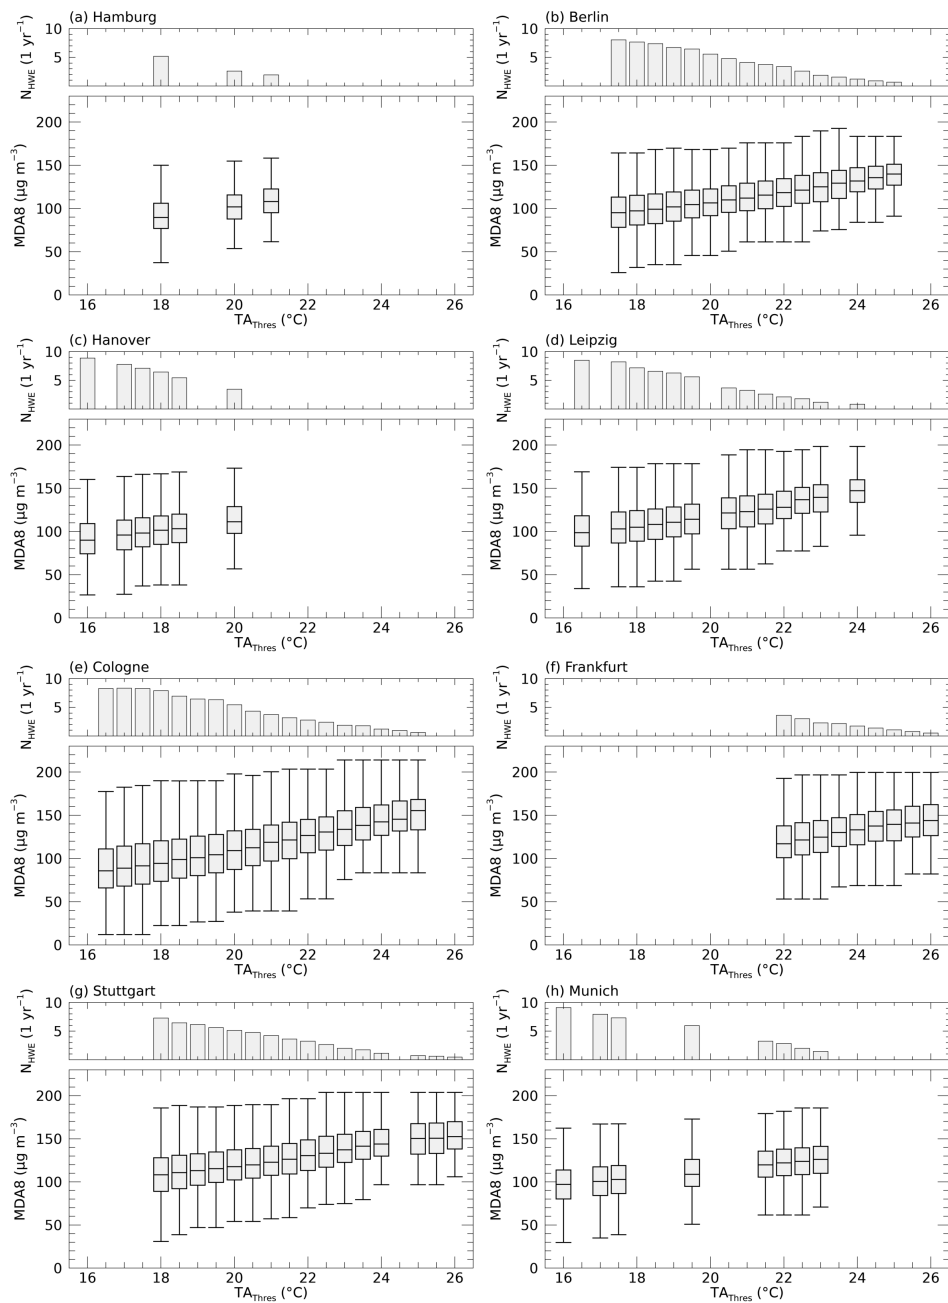 (a) Hamburg
10
5
N_HWE (1 yr⁻¹)
200
150
100
50
0
MDA8 (µg m⁻³)
16 18 20 22 24 26
TA_Thres (°C)
(b) Berlin
10
5
N_HWE (1 yr⁻¹)
200
150
100
50
0
MDA8 (µg m⁻³)
16 18 20 22 24 26
TA_Thres (°C)
(c) Hanover
10
5
N_HWE (1 yr⁻¹)
200
150
100
50
0
MDA8 (µg m⁻³)
16 18 20 22 24 26
TA_Thres (°C)
(d) Leipzig
10
5
N_HWE (1 yr⁻¹)
200
150
100
50
0
MDA8 (µg m⁻³)
16 18 20 22 24 26
TA_Thres (°C)
(e) Cologne
10
5
N_HWE (1 yr⁻¹)
200
150
100
50
0
MDA8 (µg m⁻³)
16 18 20 22 24 26
TA_Thres (°C)
(f) Frankfurt
10
5
N_HWE (1 yr⁻¹)
200
150
100
50
0
MDA8 (µg m⁻³)
16 18 20 22 24 26
TA_Thres (°C)
(g) Stuttgart
10
5
N_HWE (1 yr⁻¹)
200
150
100
50
0
MDA8 (µg m⁻³)
16 18 20 22 24 26
TA_Thres (°C)
(h) Munich
10
5
N_HWE (1 yr⁻¹)
200
150
100
50
0
MDA8 (µg m⁻³)
16 18 20 22 24 26
TA_Thres (°C)